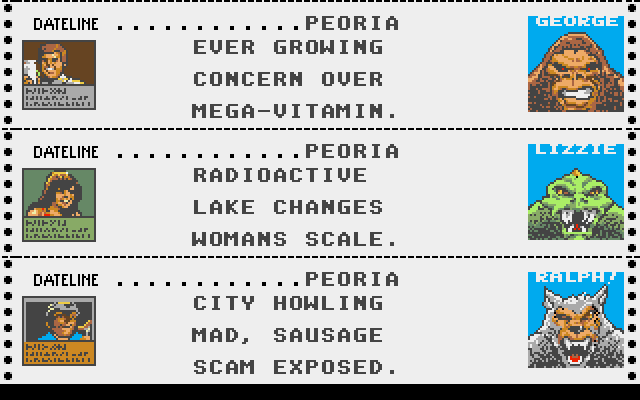 DATELINE ............PEORIA
GEORGE
EVER GROWING
CONCERN OVER
MEGA-VITAMIN.
DATELINE ............PEORIA
LIZZIE
RADIOACTIVE
LAKE CHANGES
WOMANS SCALE.
DATELINE ............PEORIA
RALPH!
CITY HOWLING
MAD, SAUSAGE
SCAM EXPOSED.